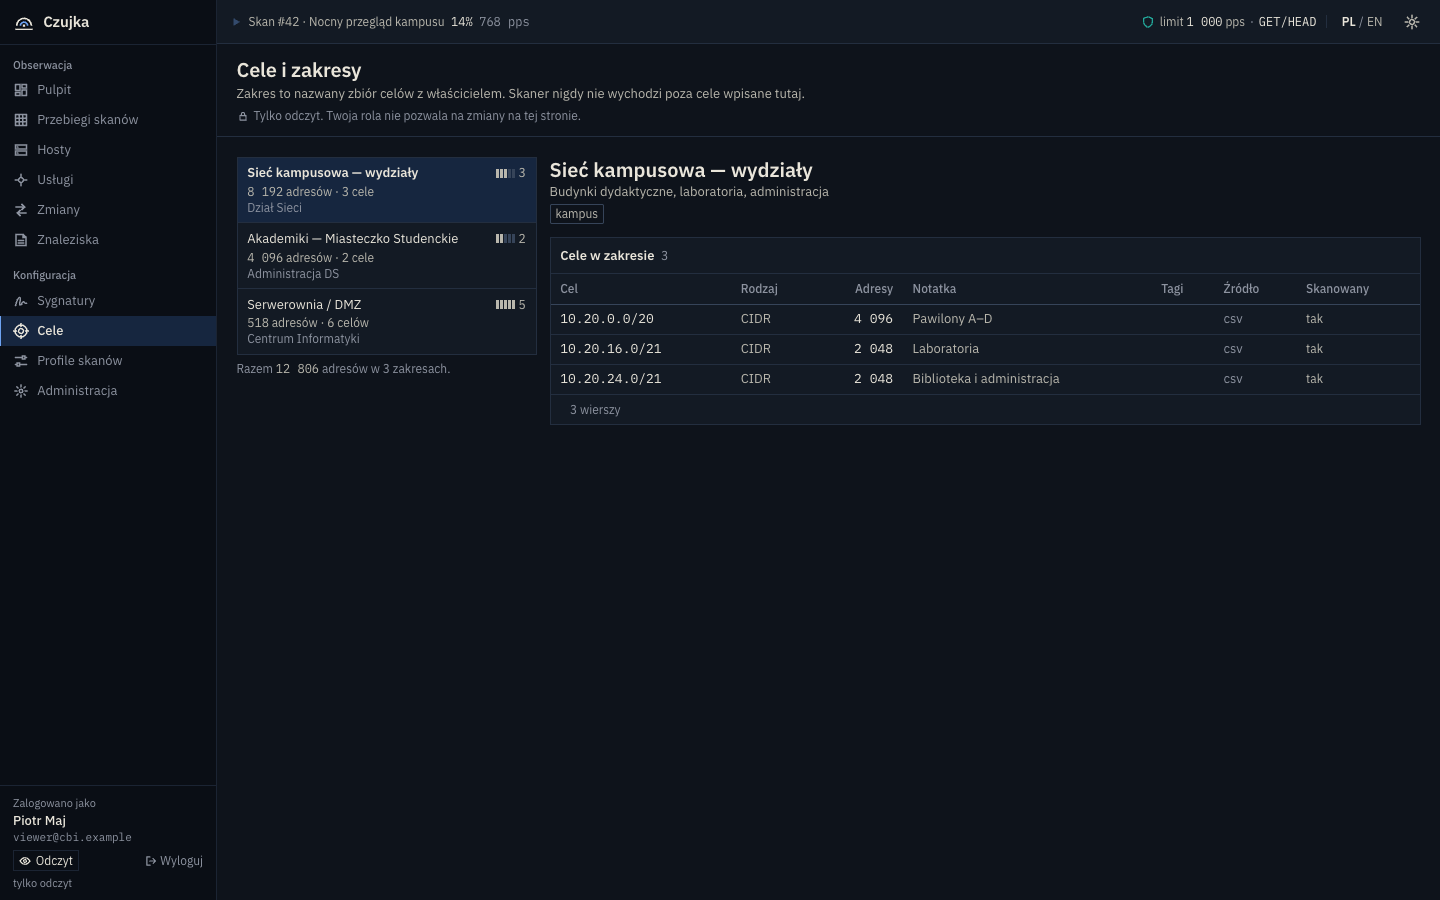 Czujka
Skan #42 · Nocny przegląd kampusu 14% 768 pps
limit 1 000 pps · GET/HEAD
PL / EN
Obserwacja
Pulpit
Przebiegi skanów
Hosty
Usługi
Zmiany
Znaleziska
Konfiguracja
Sygnatury
Cele
Profile skanów
Administracja
Zalogowano jako
Piotr Maj
viewer@cbi.example
Odczyt
Wyloguj
tylko odczyt
Cele i zakresy
Zakres to nazwany zbiór celów z właścicielem. Skaner nigdy nie wychodzi poza cele wpisane tutaj.
Tylko odczyt. Twoja rola nie pozwala na zmiany na tej stronie.
Sieć kampusowa — wydziały 3
8 192 adresów · 3 cele
Dział Sieci
Akademiki — Miasteczko Studenckie 2
4 096 adresów · 2 cele
Administracja DS
Serwerownia / DMZ 5
518 adresów · 6 celów
Centrum Informatyki
Razem 12 806 adresów w 3 zakresach.
Sieć kampusowa — wydziały
Budynki dydaktyczne, laboratoria, administracja
kampus
Cele w zakresie 3
Cel Rodzaj Adresy Notatka Tagi Źródło Skanowany
10.20.0.0/20 CIDR 4 096 Pawilony A–D csv tak
10.20.16.0/21 CIDR 2 048 Laboratoria csv tak
10.20.24.0/21 CIDR 2 048 Biblioteka i administracja csv tak
3 wierszy